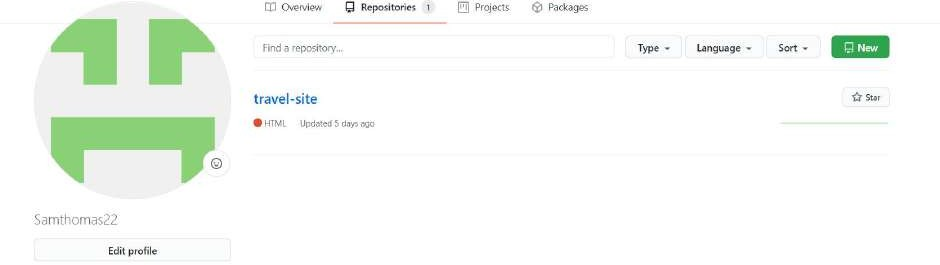 Overview Repositories 1 Projects Packages
Find a repository... Type Language Sort New
travel-site Star
HTML Updated 5 days ago
Samthomas22
Edit profile